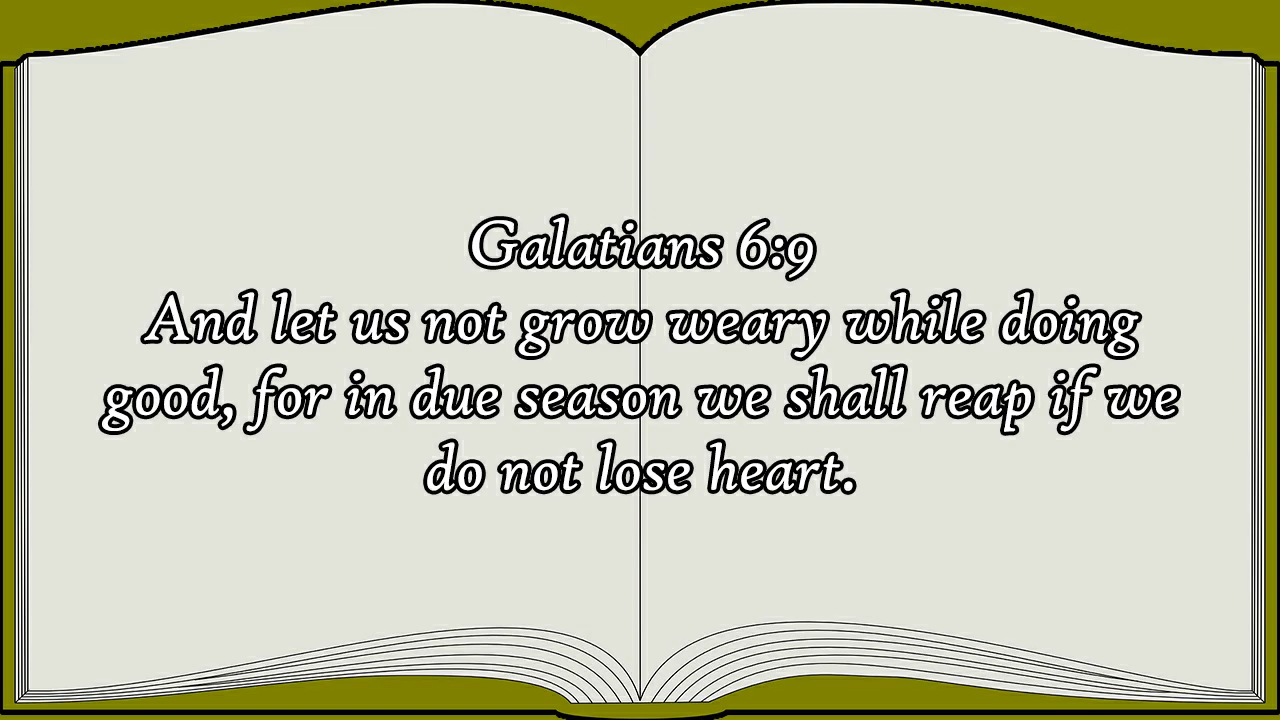 Galatians 6:9
And let us not grow weary while doing
good, for in due season we shall reap if we
do not lose heart.